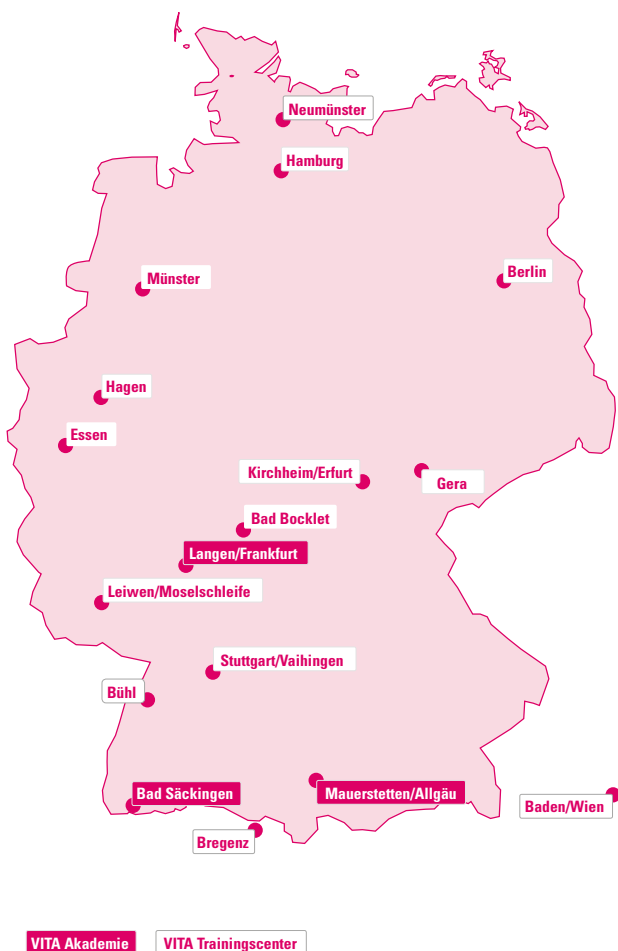 Neumünster
Hamburg
Münster
Berlin
Hagen
Essen
Kirchheim/Erfurt
Gera
Bad Bocklet
Langen/Frankfurt
Leiwen/Moselschleife
Stuttgart/Vaihingen
Bühl
Bad Säckingen
Mauerstetten/Allgäu
Baden/Wien
Bregenz
VITA Akademie
VITA Trainingscenter